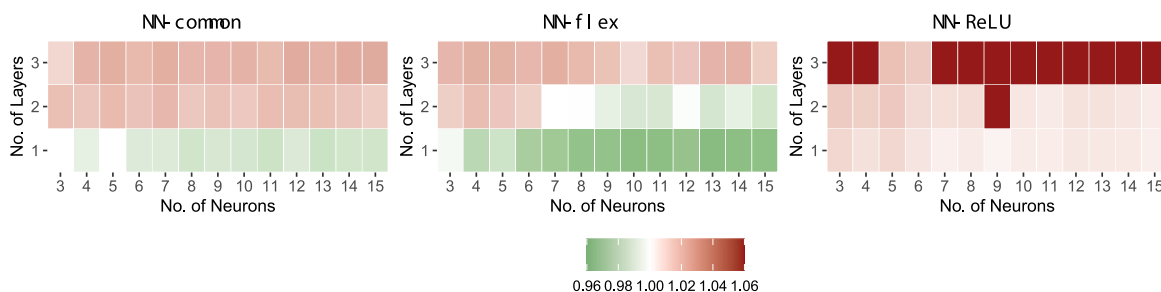 NN-common
NN-flex
NN-ReLU
No. of Layers
3
2
1
3 4 5 6 7 8 9 10 11 12 13 14 15
No. of Neurons
No. of Layers
3
2
1
3 4 5 6 7 8 9 10 11 12 13 14 15
No. of Neurons
No. of Layers
3
2
1
3 4 5 6 7 8 9 10 11 12 13 14 15
No. of Neurons
0.96 0.98 1.00 1.02 1.04 1.06